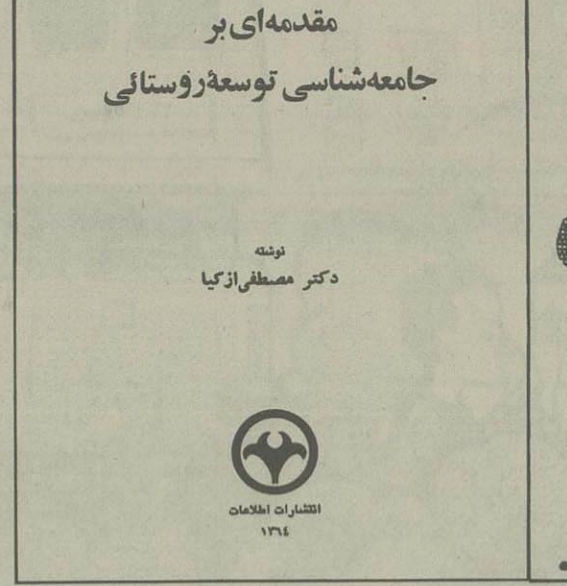 مقدمه‌ای بر
جامعه‌شناسی توسعهٔ روستائی
نوشته
دکتر مصطفی ازکیا
انتشارات اطلاعات
۱۳۶۴